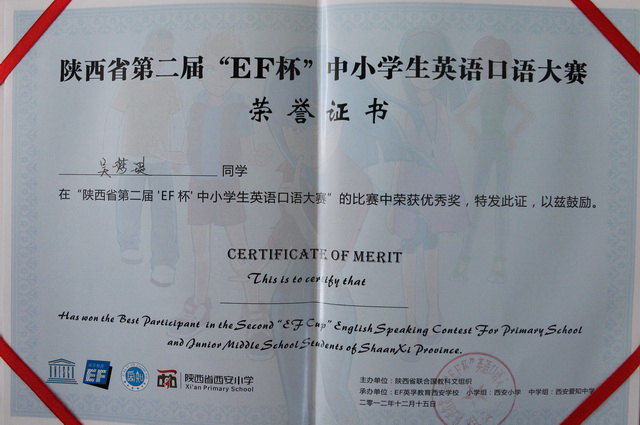 陕西省第二届“EF杯”中小学生英语口语大赛
荣誉证书
吴 同学
在“陕西省第二届'EF杯'中小学生英语口语大赛”的比赛中荣获优秀奖，特发此证，以兹鼓励。
CERTIFICATE OF MERIT
This is to certify that
Has won the Best Participant in the Second "EF Cup" English Speaking Contest For Primary School
and Junior Middle School Students of ShaanXi Province.
EF
陕西省西安小学
Xi'an Primary School
主办单位：陕西省联合国教科文组织
承办单位：EF英孚教育西安学校 小学组：西安小学 中学组：西安爱知中学
二零一二年十二月十五日